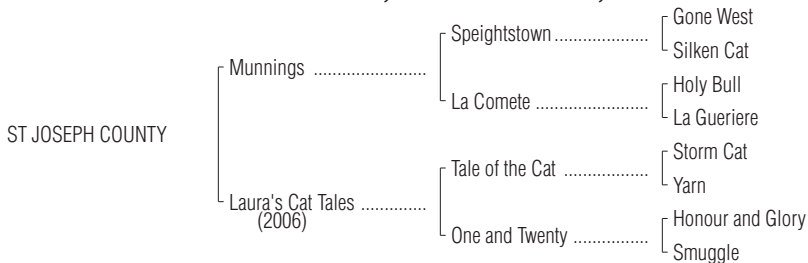 Gone West
Speightstown ....................
Silken Cat
Munnings ........................
Holy Bull
La Comete ........................
La Gueriere
ST JOSEPH COUNTY
Storm Cat
Tale of the Cat ..................
Yarn
Laura's Cat Tales ..............
(2006)
Honour and Glory
One and Twenty ................
Smuggle